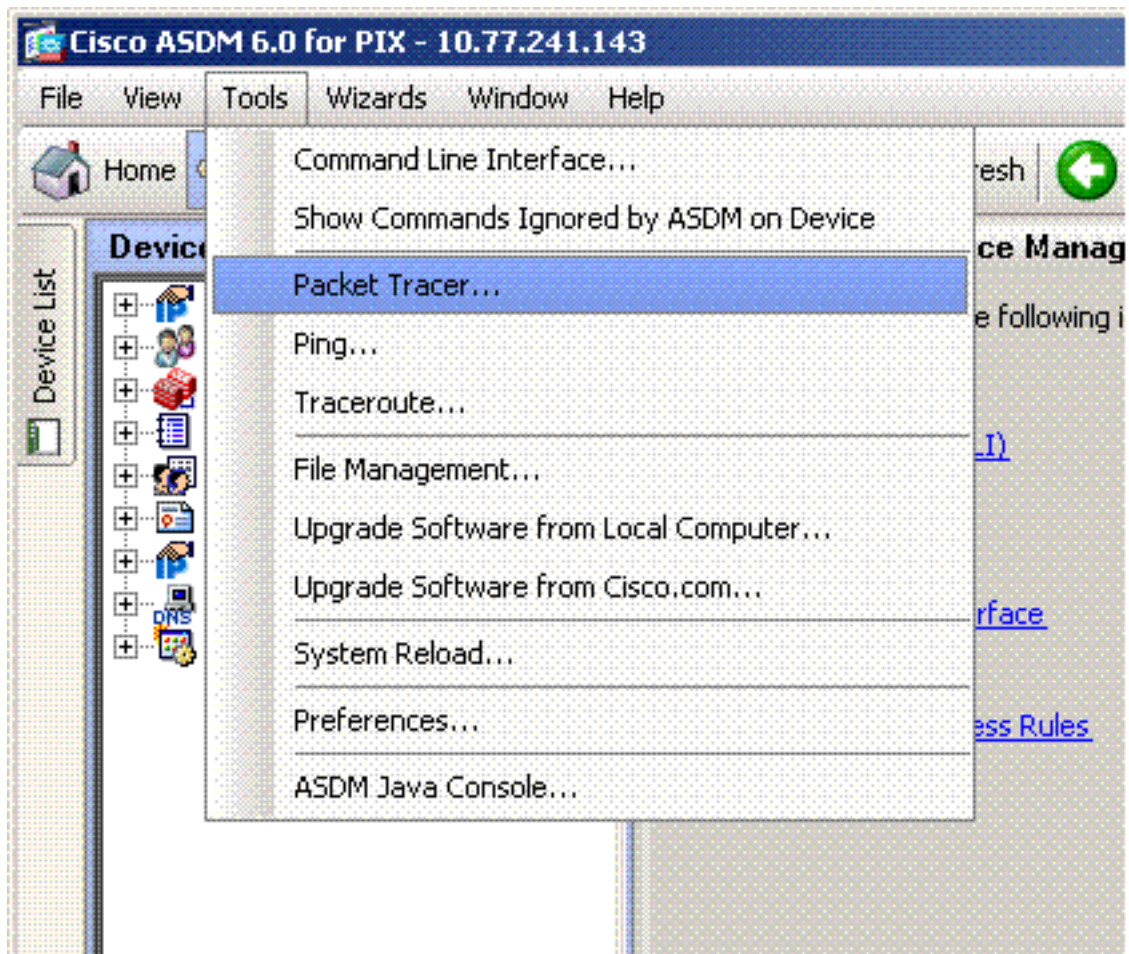 Cisco ASDM 6.0 for PIX - 10.77.241.143
File View Tools Wizards Window Help
Home
esh
Command Line Interface...
Show Commands Ignored by ASDM on Device
Packet Tracer...
Ping...
Traceroute...
File Management...
Upgrade Software from Local Computer...
Upgrade Software from Cisco.com...
System Reload...
Preferences...
ASDM Java Console...
Device List
Device
IP
IP
DNS
ce Manag
e following i
LI)
rface
ess Rules